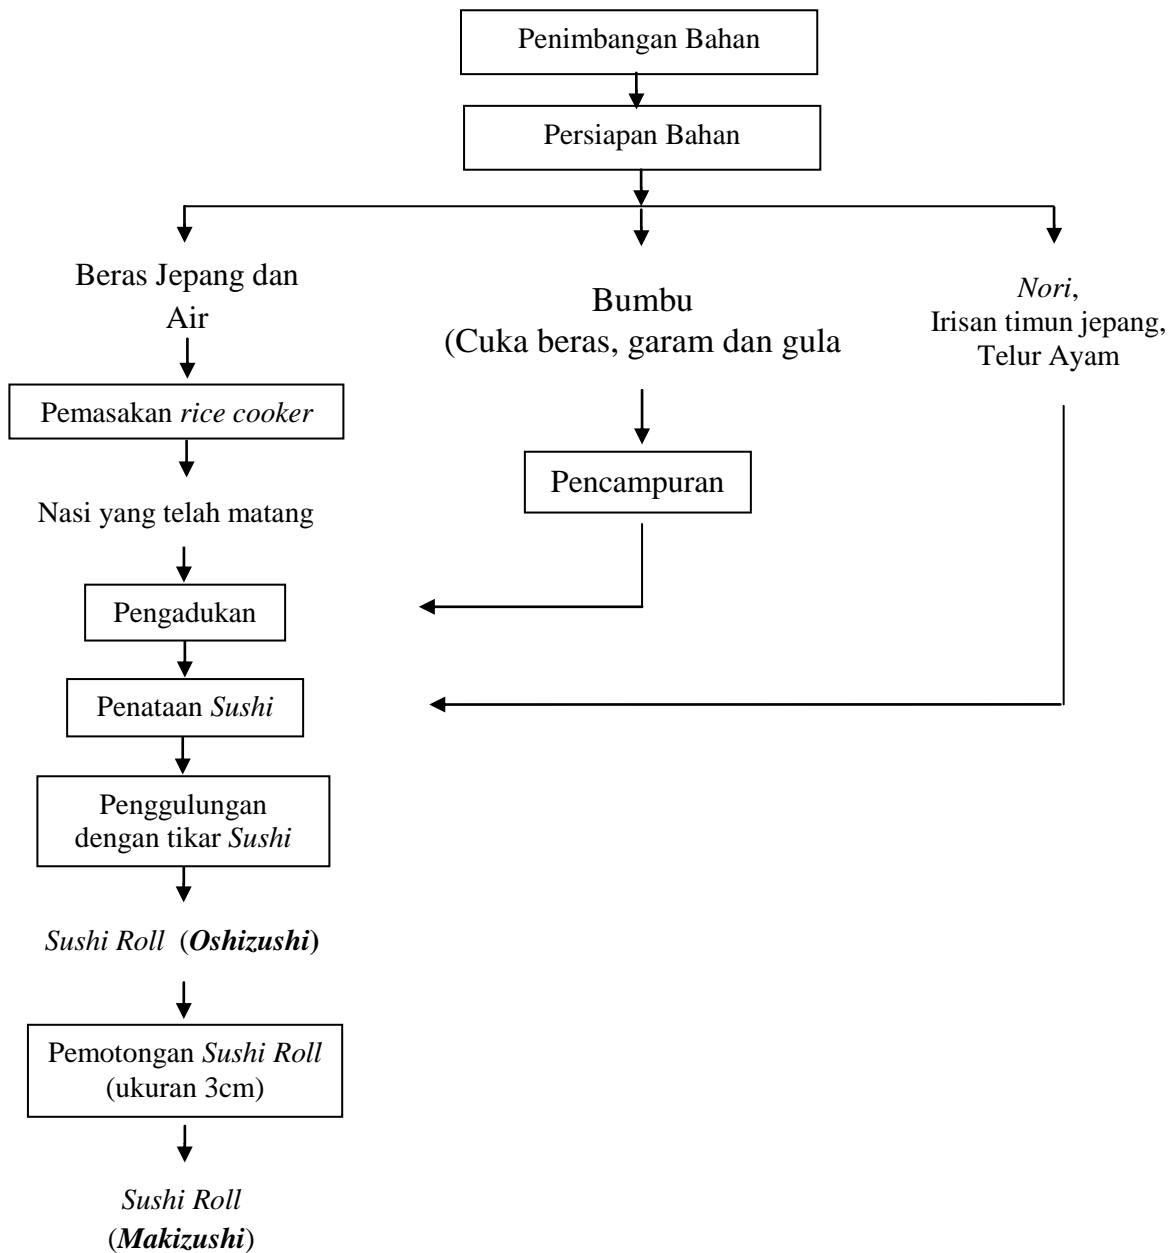 Penimbangan Bahan
Persiapan Bahan
Beras Jepang dan
Air
Bumbu
(Cuka beras, garam dan gula
Nori,
Irisan timun jepang,
Telur Ayam
Pemasakan rice cooker
Pencampuran
Nasi yang telah matang
Pengadukan
Penataan Sushi
Penggulungan
dengan tikar Sushi
Sushi Roll (Oshizushi)
Pemotongan Sushi Roll
(ukuran 3cm)
Sushi Roll
(Makizushi)